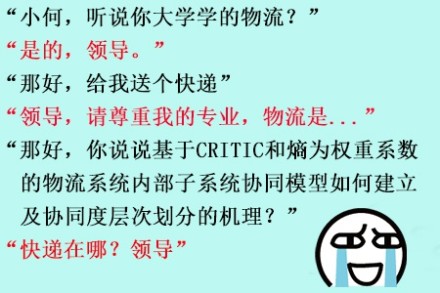 “小何，听说你大学学的物流？”
“是的，领导。”
“那好，给我送个快递”
“领导，请尊重我的专业，物流是...”
“那好，你说说基于CRITIC和熵为权重系数
的物流系统内部子系统协同模型如何建立
及协同度层次划分的机理？”
“快递在哪？领导”